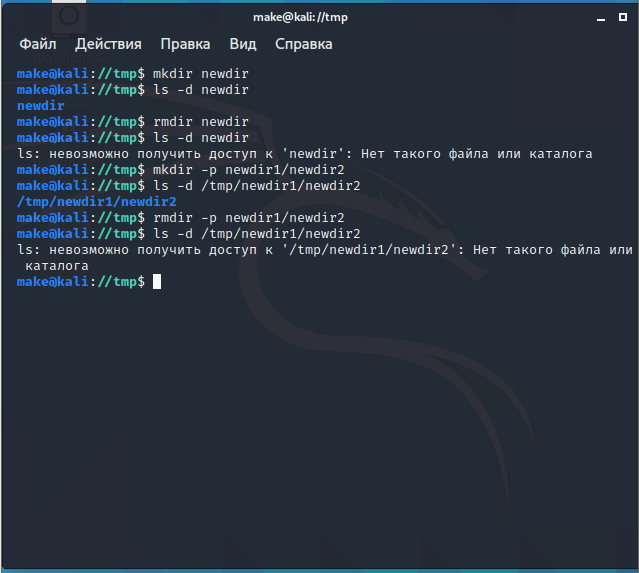 make@kali://tmp
Файл Действия Правка Вид Справка
make@kali://tmp$ mkdir newdir
make@kali://tmp$ ls -d newdir
newdir
make@kali://tmp$ rmdir newdir
make@kali://tmp$ ls -d newdir
ls: невозможно получить доступ к 'newdir': Нет такого файла или каталога
make@kali://tmp$ mkdir -p newdir1/newdir2
make@kali://tmp$ ls -d /tmp/newdir1/newdir2
/tmp/newdir1/newdir2
make@kali://tmp$ rmdir -p newdir1/newdir2
make@kali://tmp$ ls -d /tmp/newdir1/newdir2
ls: невозможно получить доступ к '/tmp/newdir1/newdir2': Нет такого файла или
каталога
make@kali://tmp$